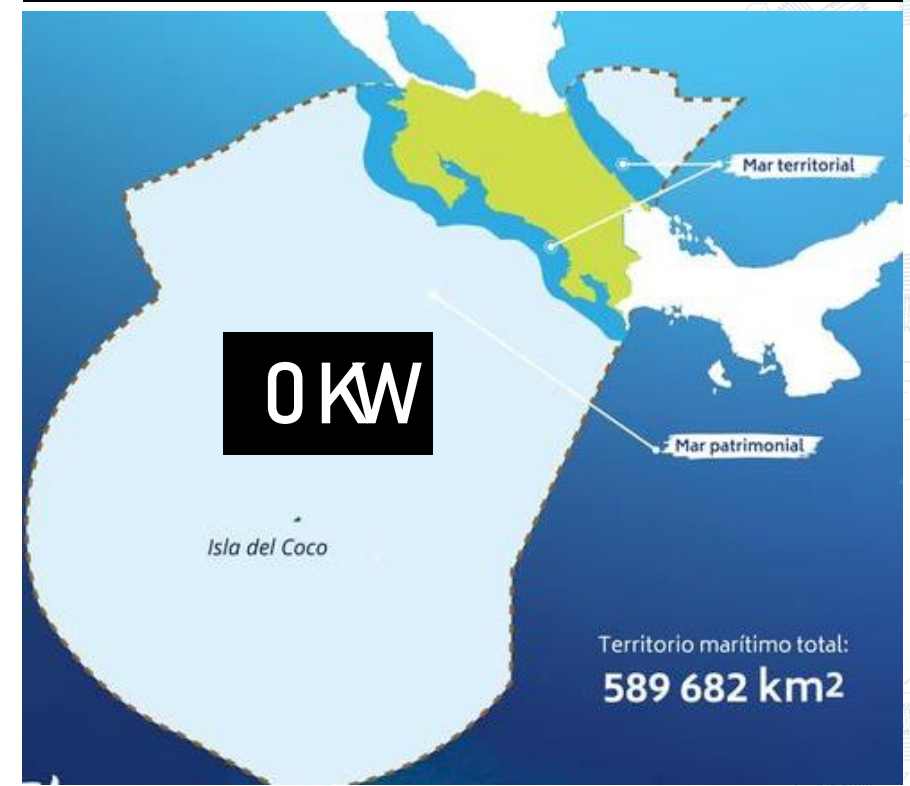 Mar territorial
0 KW
Mar patrimonial
Isla del Coco
Territorio marítimo total:
589 682 km2